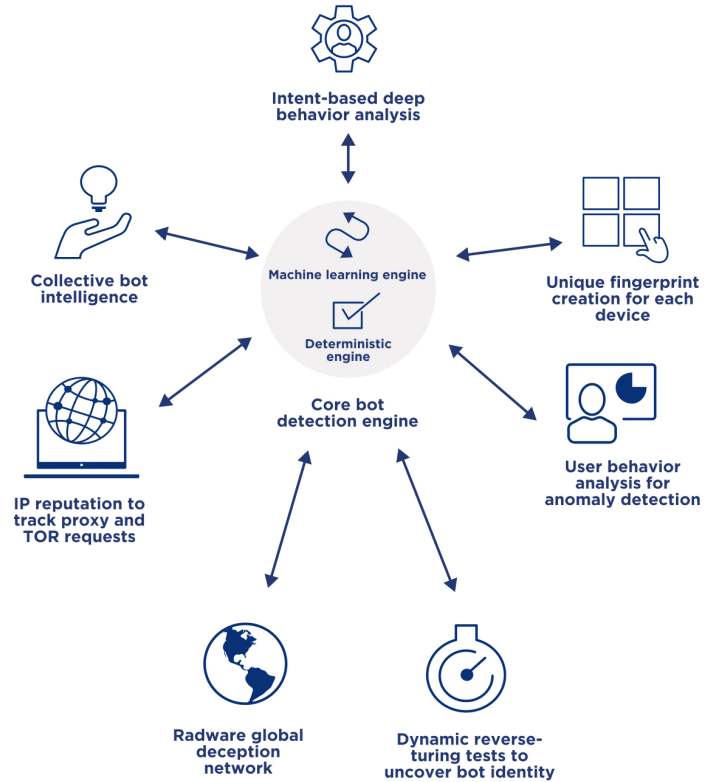 Intent-based deep
behavior analysis
Collective bot
intelligence
Machine learning engine
Deterministic
engine
Core bot
detection engine
Unique fingerprint
creation for each
device
IP reputation to
track proxy and
TOR requests
User behavior
analysis for
anomaly detection
Radware global
deception
network
Dynamic reverse-
turing tests to
uncover bot identity